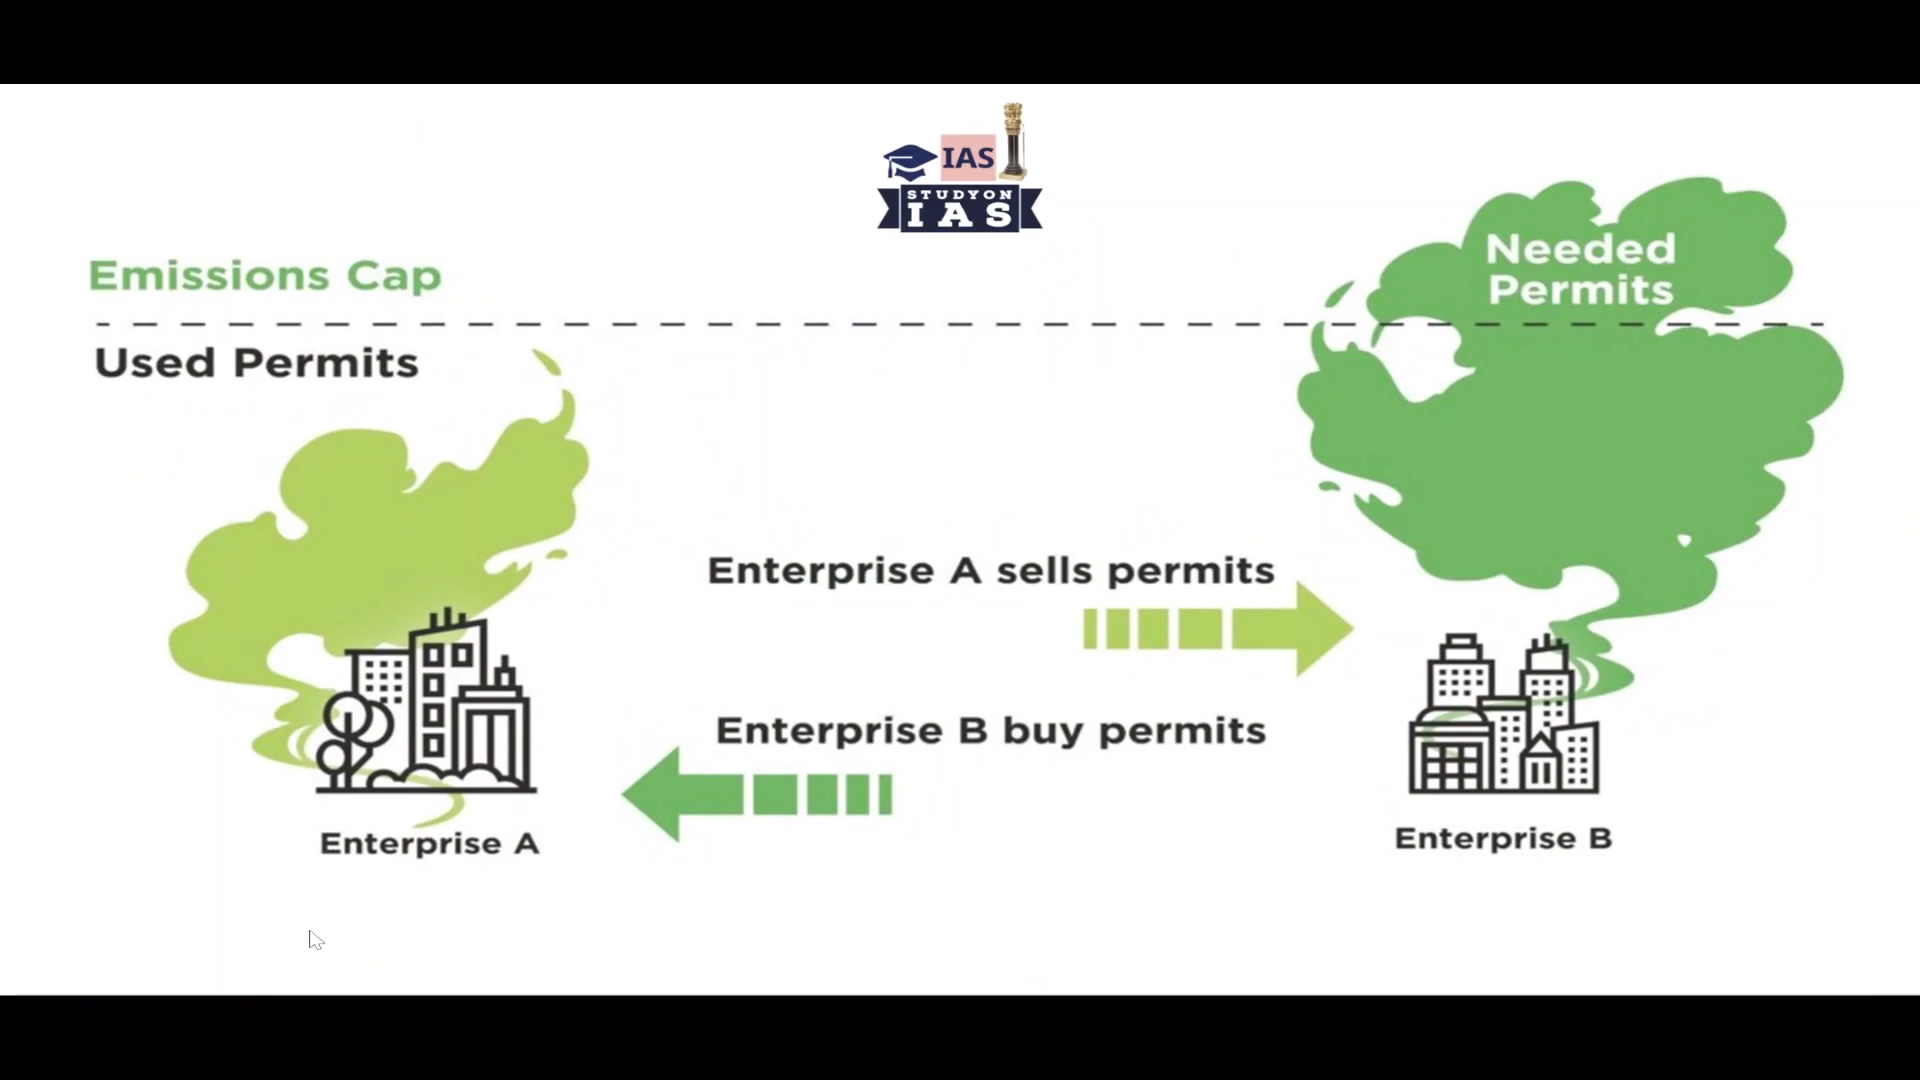 IAS
STUDYON
IAS
Emissions Cap
Needed
Permits
Used Permits
Enterprise A sells permits
Enterprise B buy permits
Enterprise A
Enterprise B